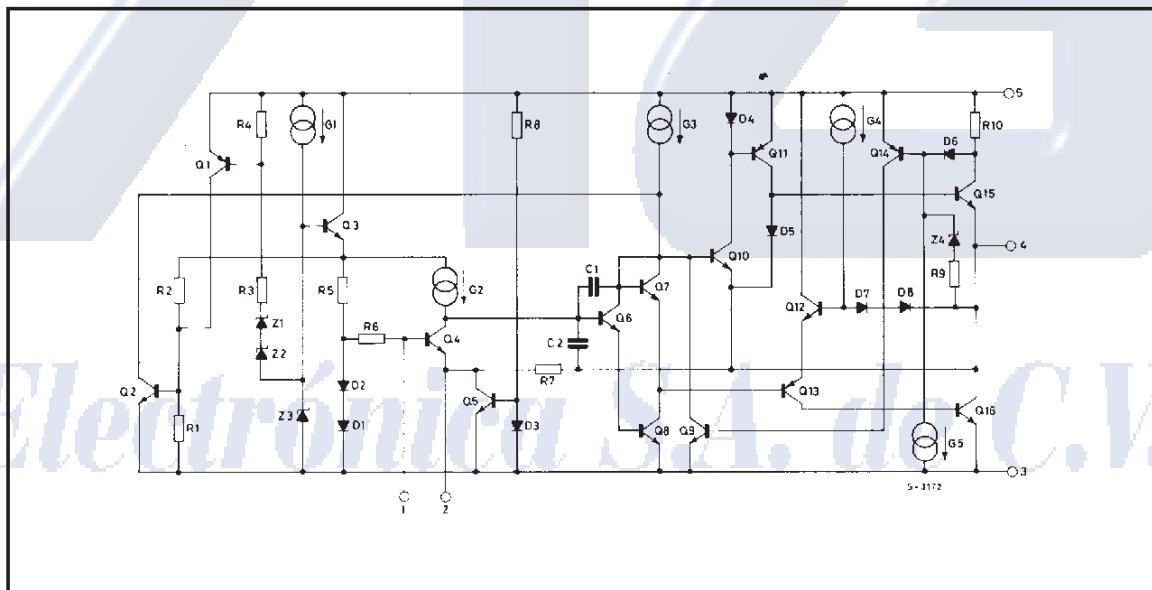 5
R4
G1
R8
G3
D4
G4
R10
Q1
Q11
Q14
D6
Q3
Q15
D5
Z4
4
R2
R3
R5
G2
C1
Q10
Q7
R9
Z1
Q12
D7
D8
R6
Q4
Q6
Z2
C2
D2
R7
Q2
Q5
Q13
Q16
R1
Z3
D1
D3
Q8
Q9
G5
3
S-3172
1
2
Electrónica S.A. de C.V.